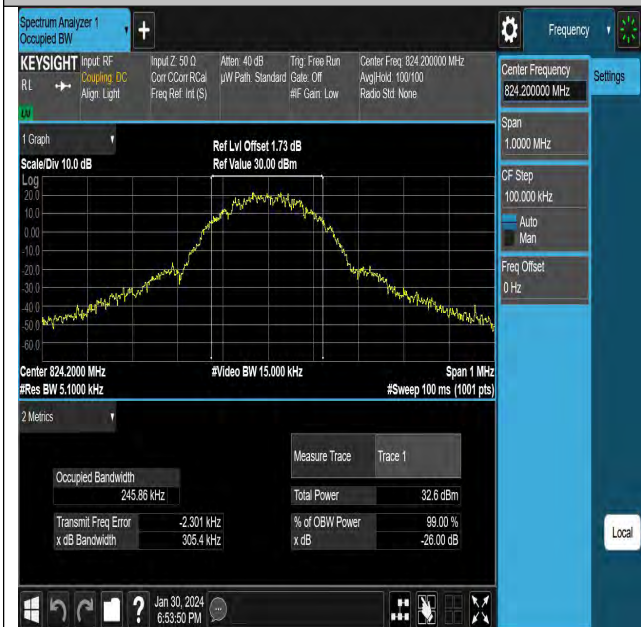 Spectrum Analyzer 1
Occupied BW
Frequency
KEYSIGHT
RL
Input: RF
Coupling: DC
Align: Light
Input Z: 50 Ω
Corr CCorr RCal
Freq Ref: Int (S)
Atten: 40 dB
µW Path: Standard
Trig: Free Run
Gate: Off
#IF Gain: Low
Center Freq: 824.200000 MHz
Avg|Hold: 100/100
Radio Std: None
Center Frequency
824.200000 MHz
Settings
Span
1.0000 MHz
CF Step
100.000 kHz
Auto
Man
Freq Offset
0 Hz
1 Graph
Scale/Div 10.0 dB
Ref Lvl Offset 1.73 dB
Ref Value 30.00 dBm
Log
20.0
10.0
0.00
-10.0
-20.0
-30.0
-40.0
-50.0
-60.0
Center 824.2000 MHz
#Video BW 15.000 kHz
Span 1 MHz
#Res BW 5.1000 kHz
#Sweep 100 ms (1001 pts)
2 Metrics
Measure Trace
Trace 1
Occupied Bandwidth
245.86 kHz
Total Power
32.6 dBm
Transmit Freq Error
-2.301 kHz
% of OBW Power
99.00 %
x dB Bandwidth
305.4 kHz
x dB
-26.00 dB
Local
Jan 30, 2024
6:53:50 PM